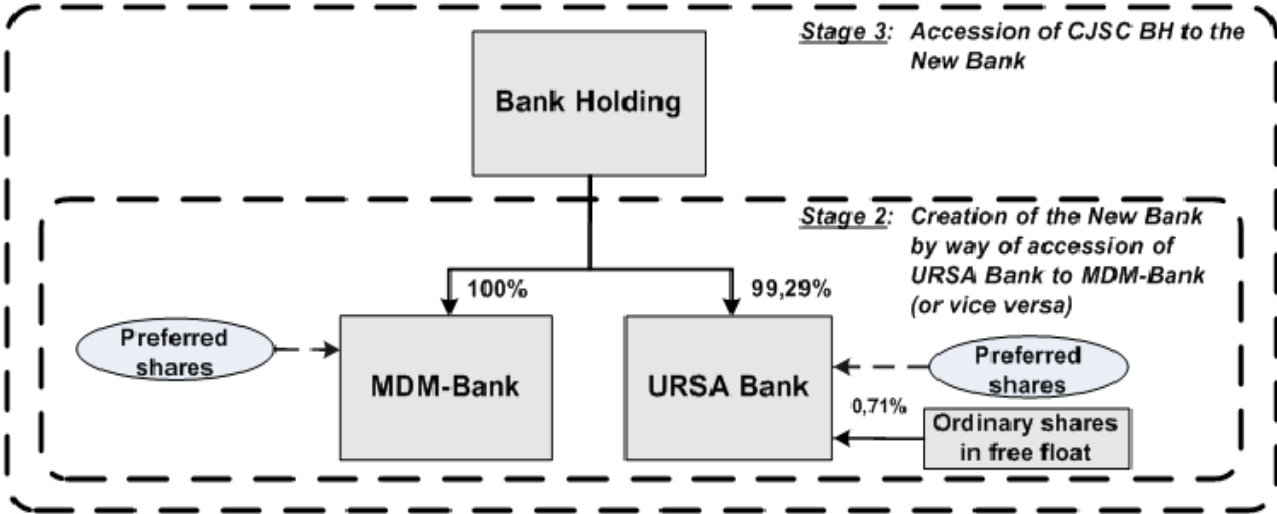 Stage 3: Accession of CJSC BH to the
New Bank
Bank Holding
Stage 2: Creation of the New Bank
by way of accession of
URSA Bank to MDM-Bank
(or vice versa)
100%
99,29%
Preferred
shares
MDM-Bank
URSA Bank
Preferred
shares
0,71%
Ordinary shares
in free float